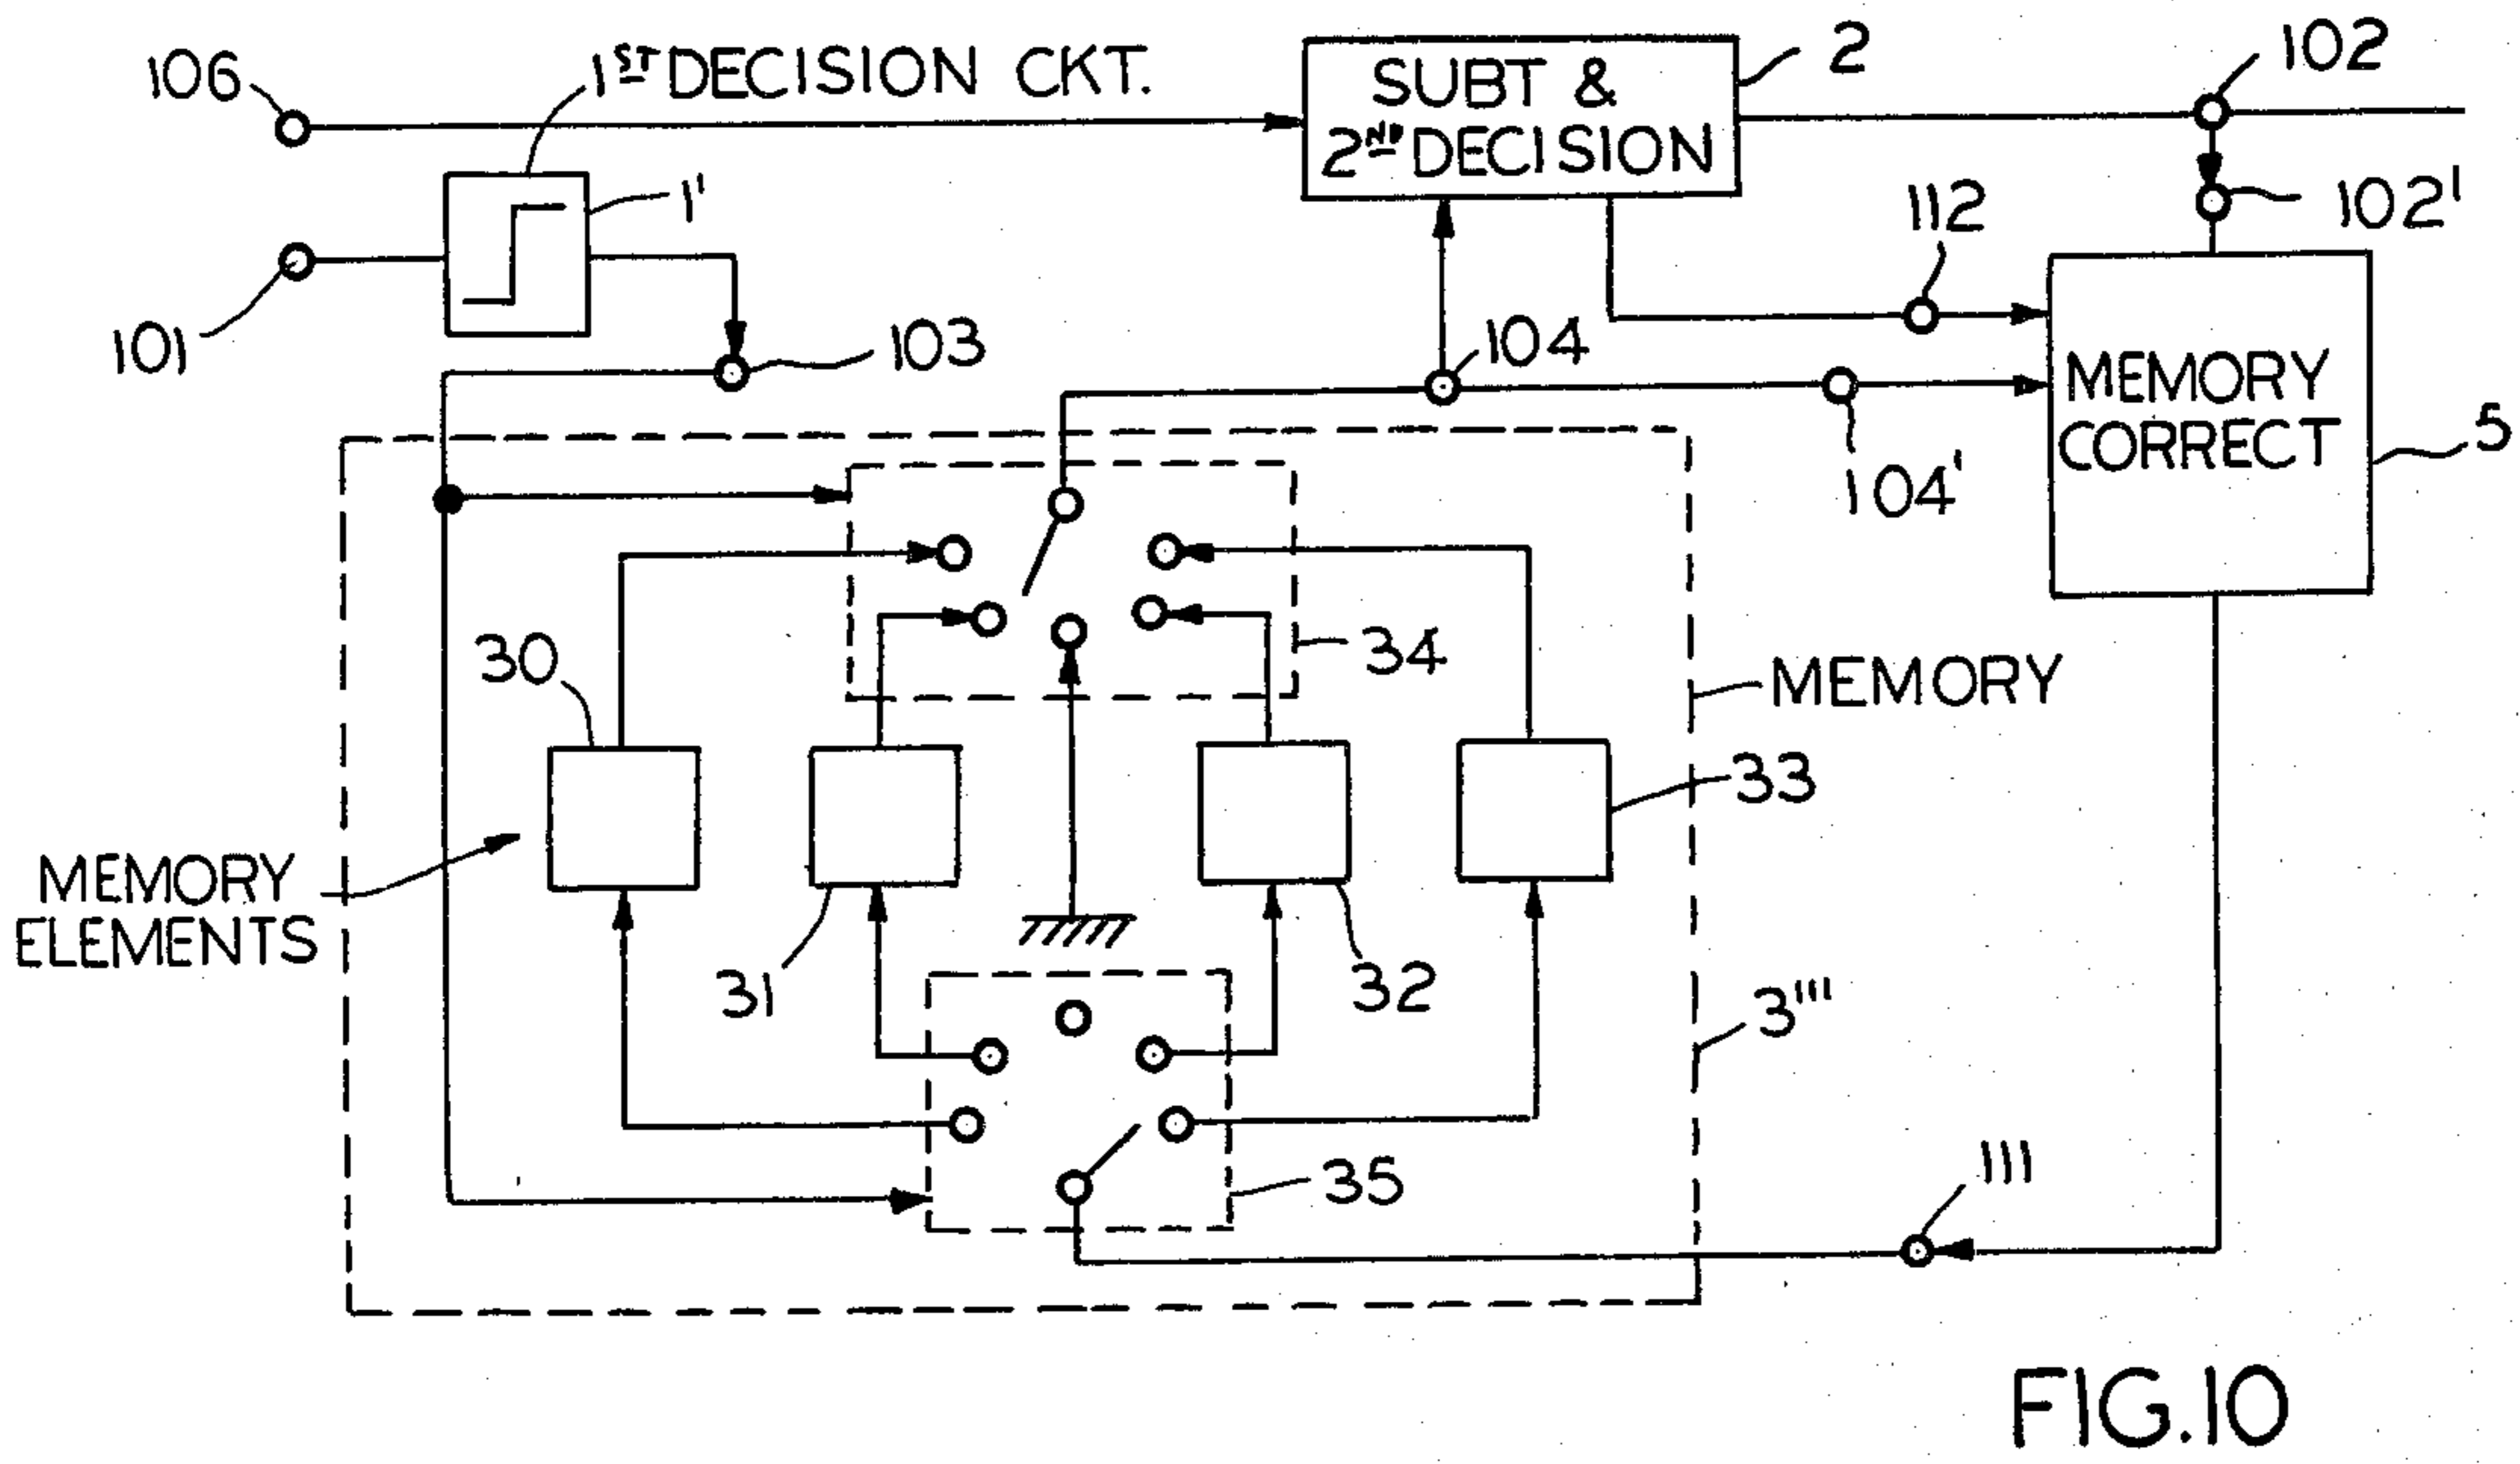 106
1ST DECISION CKT.
SUBT &
2ND DECISION
2
102
1'
102'
112
101
103
104
MEMORY
CORRECT
5
104'
30
34
MEMORY
33
MEMORY
ELEMENTS
31
32
3''''
35
111
FIG.10